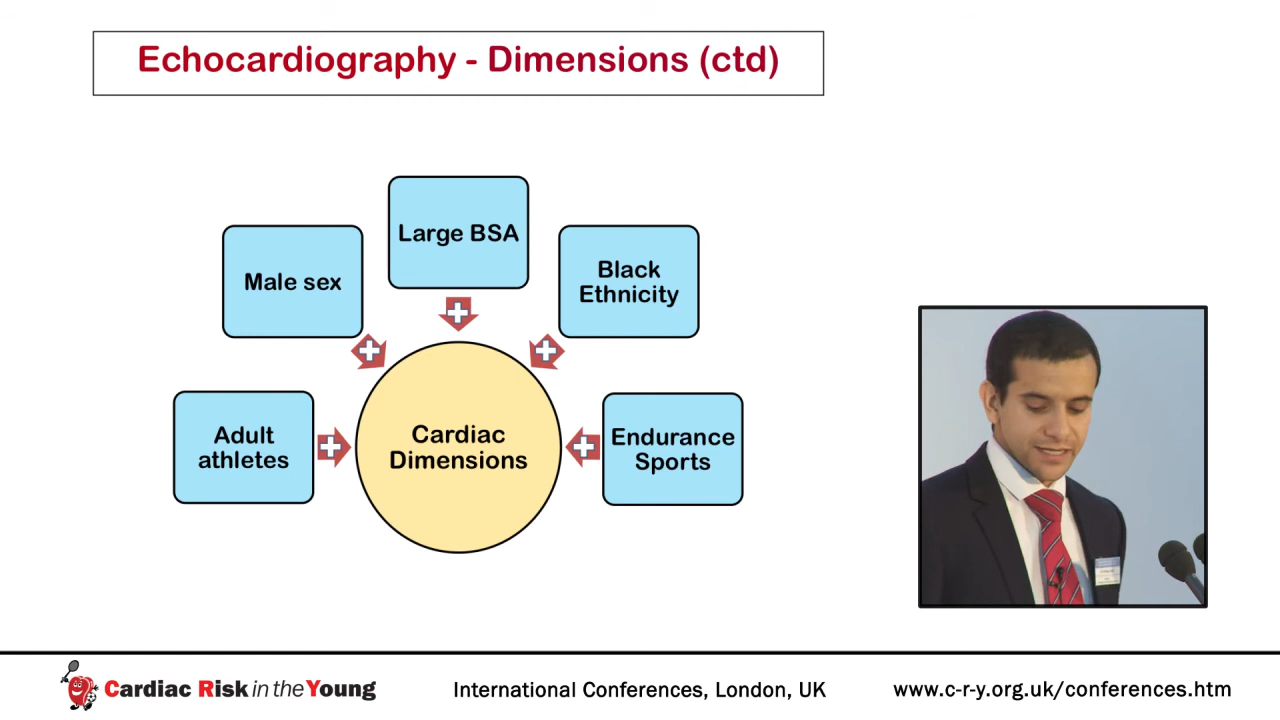 Echocardiography - Dimensions (ctd)
Large BSA
Male sex
Black
Ethnicity
Adult
athletes
Cardiac
Dimensions
Endurance
Sports
Cardiac Risk in the Young
International Conferences, London, UK
www.c-r-y.org.uk/conferences.htm